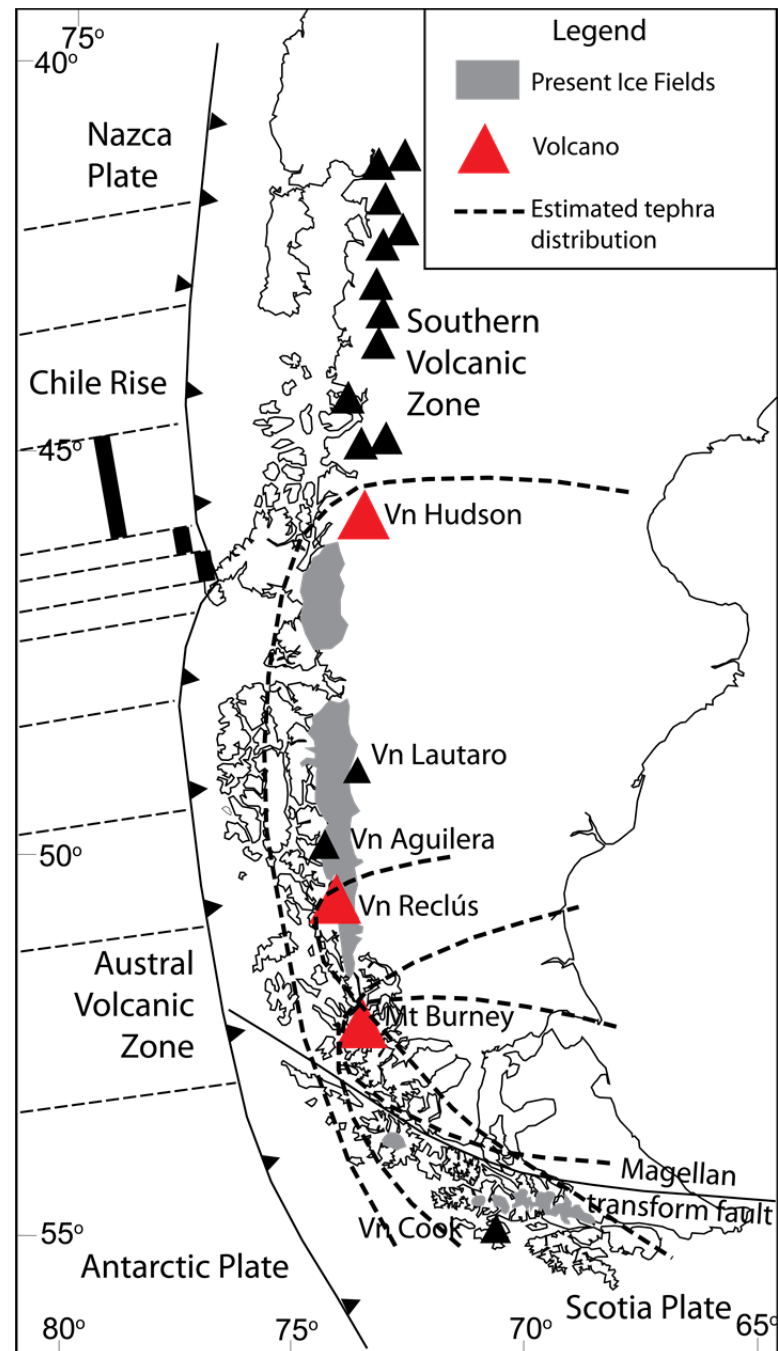 75°
40°
Legend
Present Ice Fields
Volcano
Estimated tephra
distribution
Nazca
Plate
Southern
Volcanic
Zone
Chile Rise
45°
Vn Hudson
Vn Lautaro
Vn Aguilera
50°
Vn Reclús
Austral
Volcanic
Zone
Mt Burney
Magellan
transform fault
Vn Cook
55°
Antarctic Plate
Scotia Plate
80°
75°
70°
65°